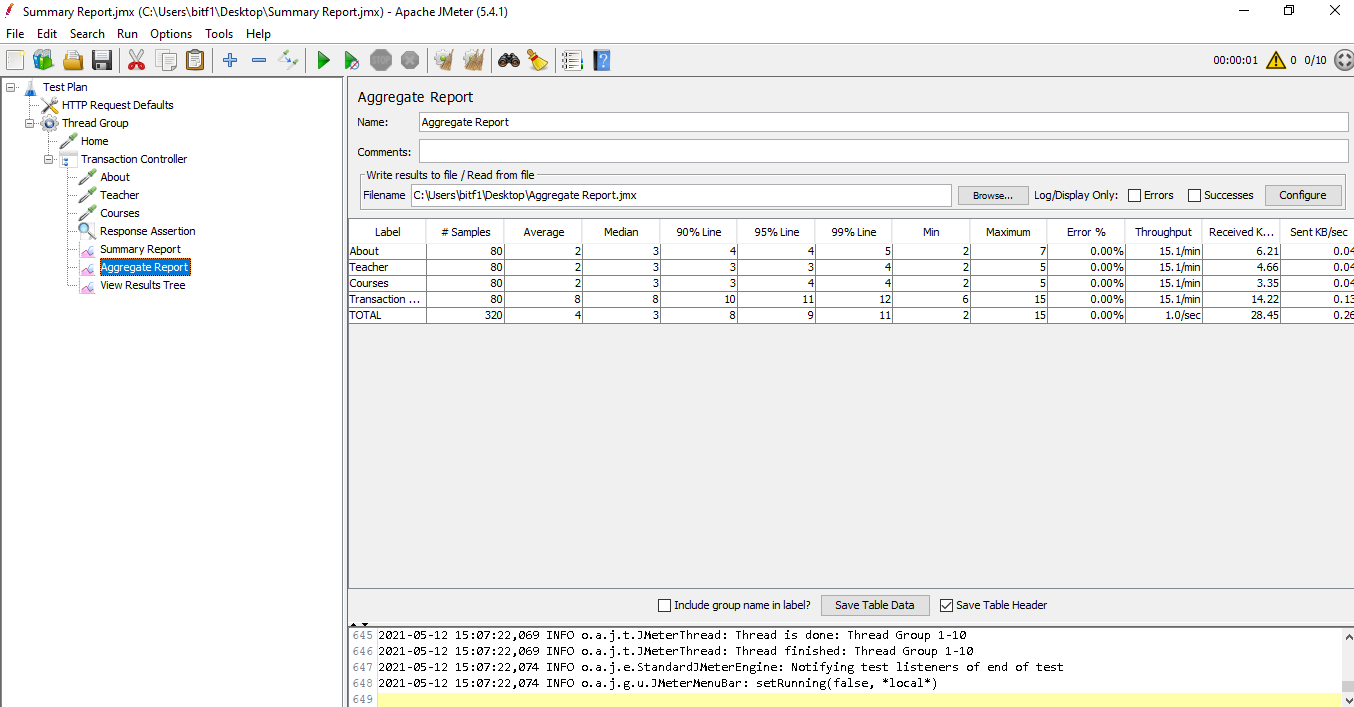 Summary Report.jmx (C:\Users\bitf1\Desktop\Summary Report.jmx) - Apache JMeter (5.4.1)
File Edit Search Run Options Tools Help
STOP
00:00:01 0 0/10
Test Plan
HTTP Request Defaults
Thread Group
Home
Transaction Controller
About
Teacher
Courses
Response Assertion
Summary Report
Aggregate Report
View Results Tree
Aggregate Report
Name: Aggregate Report
Comments:
Write results to file / Read from file
Filename C:\Users\bitf1\Desktop\Aggregate Report.jmx Browse... Log/Display Only: Errors Successes Configure
Label # Samples Average Median 90% Line 95% Line 99% Line Min Maximum Error % Throughput Received K... Sent KB/sec
About 80 2 3 4 4 5 2 7 0.00% 15.1/min 6.21 0.04
Teacher 80 2 3 3 3 4 2 5 0.00% 15.1/min 4.66 0.04
Courses 80 2 3 3 4 4 2 5 0.00% 15.1/min 3.35 0.04
Transaction ... 80 8 8 10 11 12 6 15 0.00% 15.1/min 14.22 0.13
TOTAL 320 4 3 8 9 11 2 15 0.00% 1.0/sec 28.45 0.26
Include group name in label? Save Table Data Save Table Header
645 2021-05-12 15:07:22,069 INFO o.a.j.t.JMeterThread: Thread is done: Thread Group 1-10
646 2021-05-12 15:07:22,069 INFO o.a.j.t.JMeterThread: Thread finished: Thread Group 1-10
647 2021-05-12 15:07:22,074 INFO o.a.j.e.StandardJMeterEngine: Notifying test listeners of end of test
648 2021-05-12 15:07:22,074 INFO o.a.j.g.u.JMeterMenuBar: setRunning(false, *local*)
649